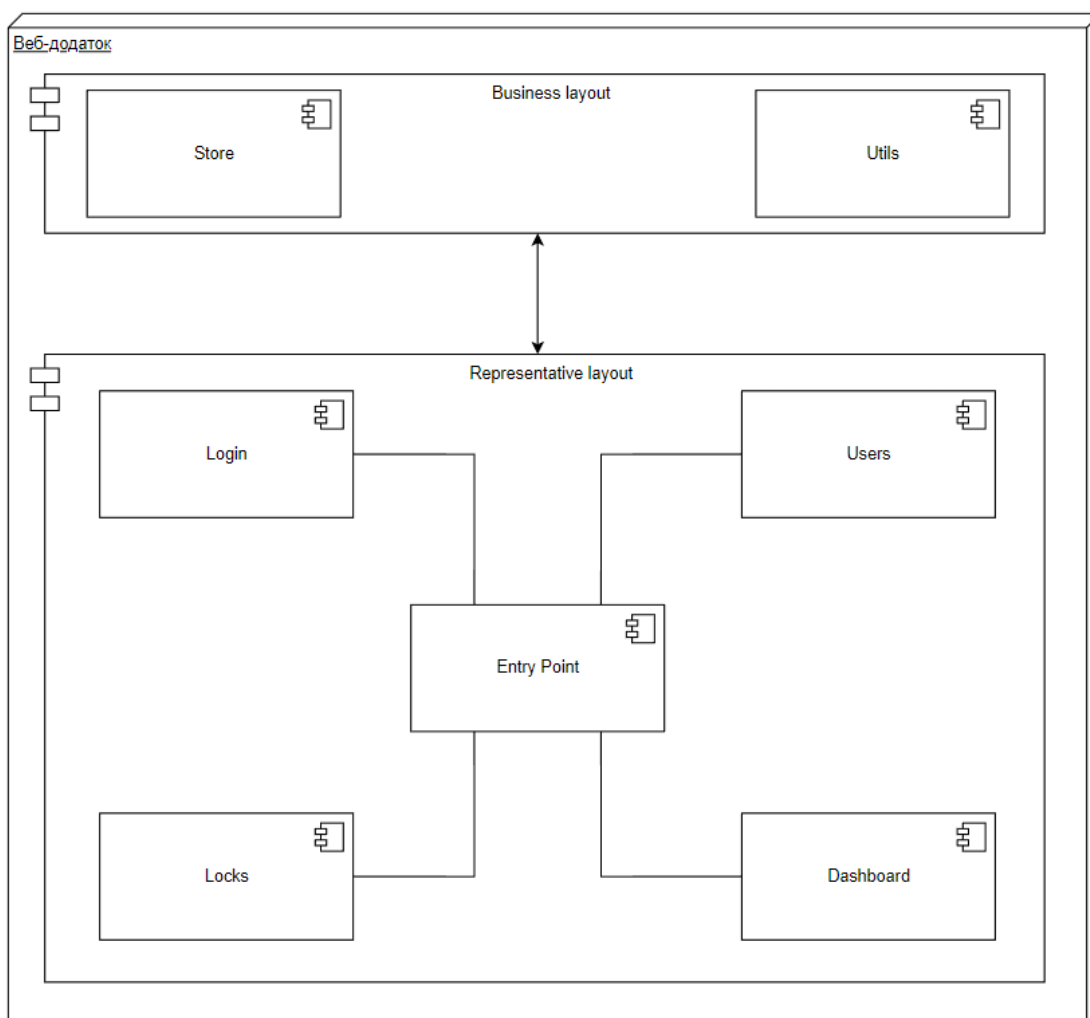 Веб-додаток
Business layout
Store
Utils
Representative layout
Login
Users
Entry Point
Locks
Dashboard